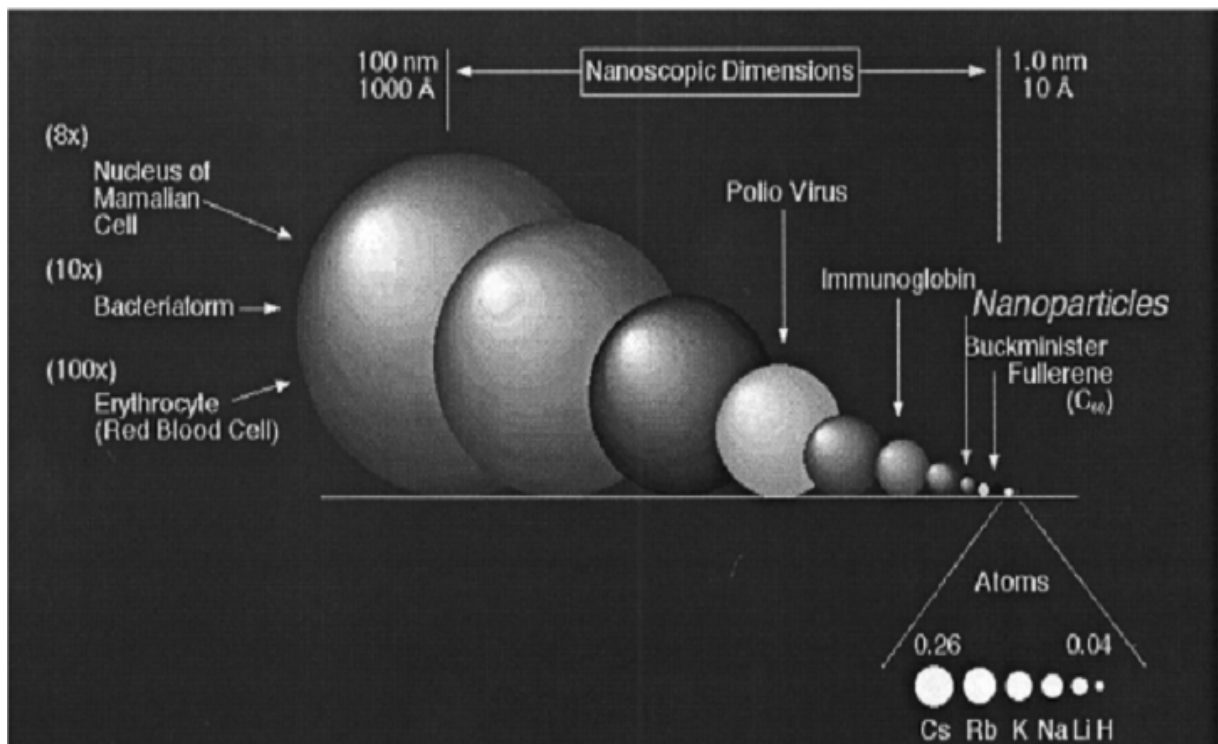 100 nm
1000 Å
Nanoscopic Dimensions
1.0 nm
10 Å
(8x)
Nucleus of
Mamalian
Cell
(10x)
Bacteriaform
(100x)
Erythrocyte
(Red Blood Cell)
Polio Virus
Immunoglobin
Nanoparticles
Buckminister
Fullerene
(C₆₀)
Atoms
0.26 0.04
Cs Rb K Na Li H